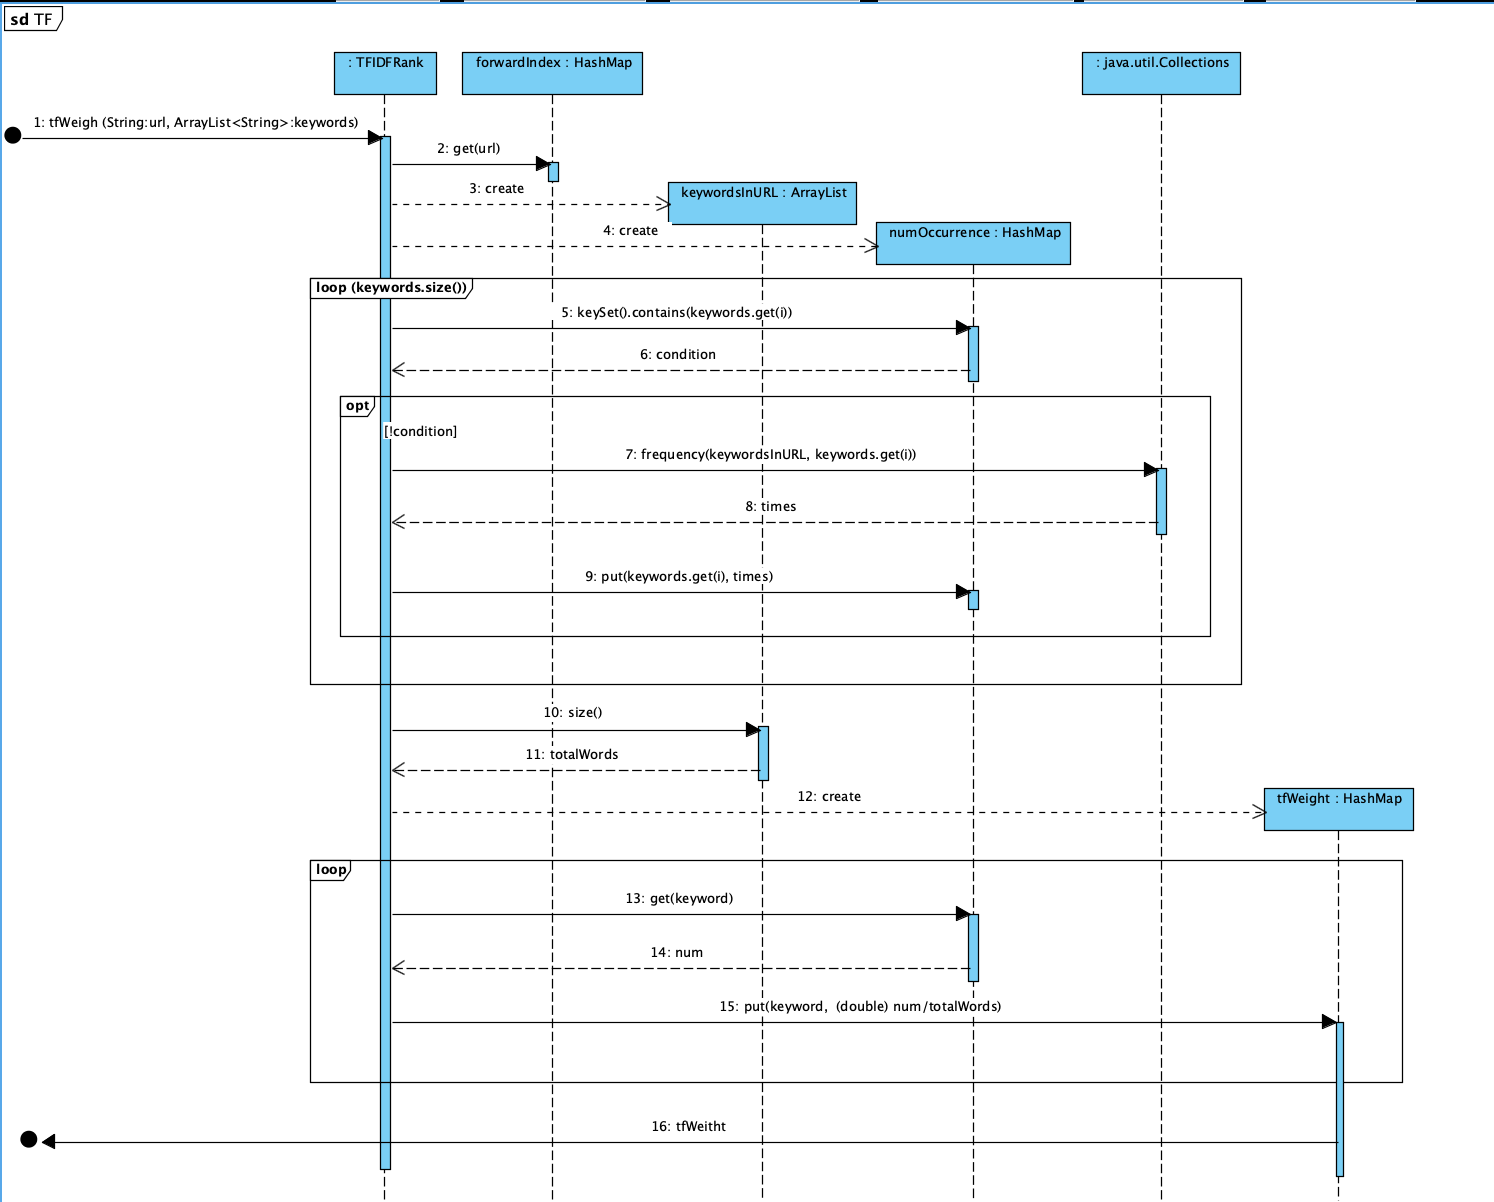 sd TF
: TFIDFRank
forwardIndex : HashMap
: java.util.Collections
1: tfWeigh (String:url, ArrayList<String>:keywords)
2: get(url)
3: create
keywordsInURL : ArrayList
4: create
numOccurrence : HashMap
loop (keywords.size())
5: keySet().contains(keywords.get(i))
6: condition
opt
[!condition]
7: frequency(keywordsInURL, keywords.get(i))
8: times
9: put(keywords.get(i), times)
10: size()
11: totalWords
12: create
tfWeight : HashMap
loop
13: get(keyword)
14: num
15: put(keyword,  (double) num/totalWords)
16: tfWeitht